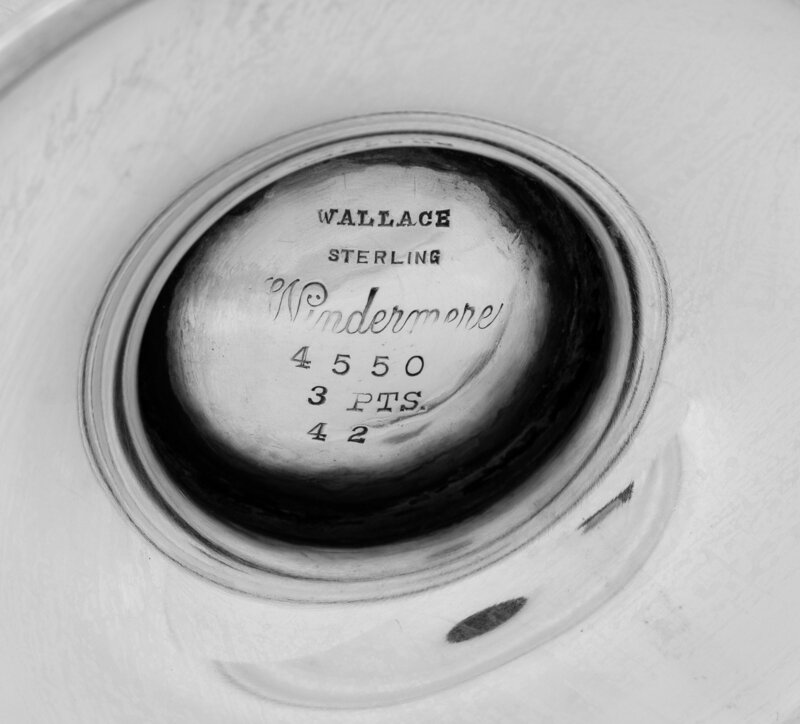 WALLACE
STERLING
Windermere
4550
3 PTS.
42